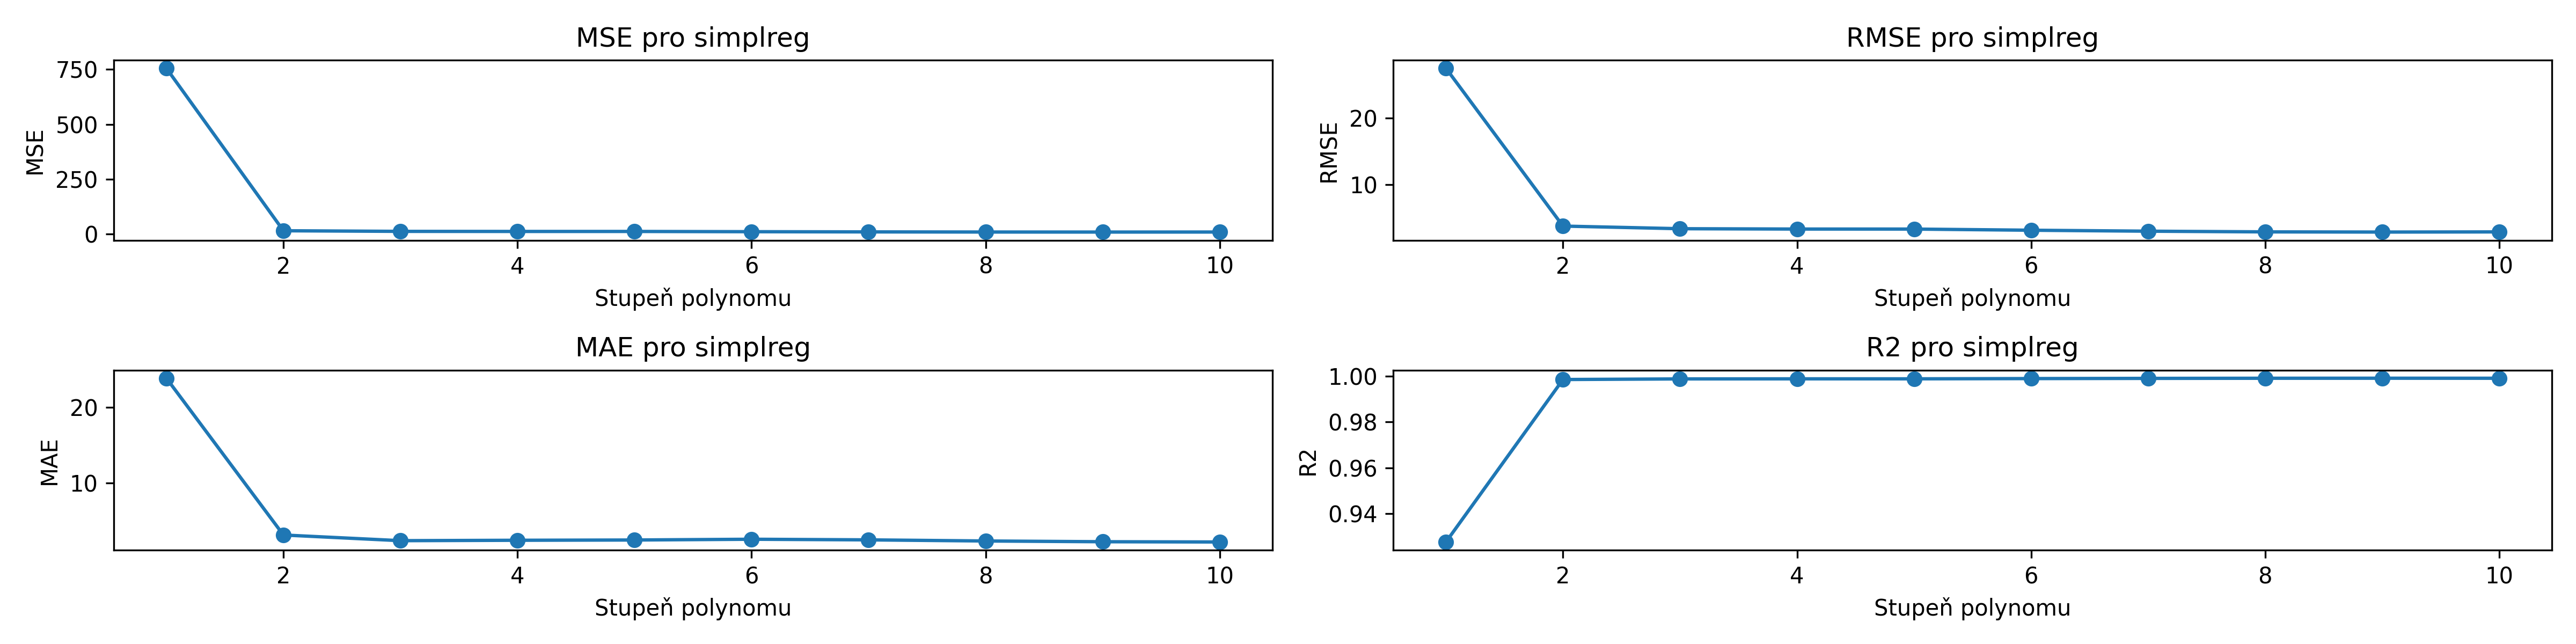 MSE pro simplreg
750
500
250
0
MSE
2 4 6 8 10
Stupeň polynomu
RMSE pro simplreg
20
10
RMSE
2 4 6 8 10
Stupeň polynomu
MAE pro simplreg
20
10
MAE
2 4 6 8 10
Stupeň polynomu
R2 pro simplreg
1.00
0.98
0.96
0.94
R2
2 4 6 8 10
Stupeň polynomu